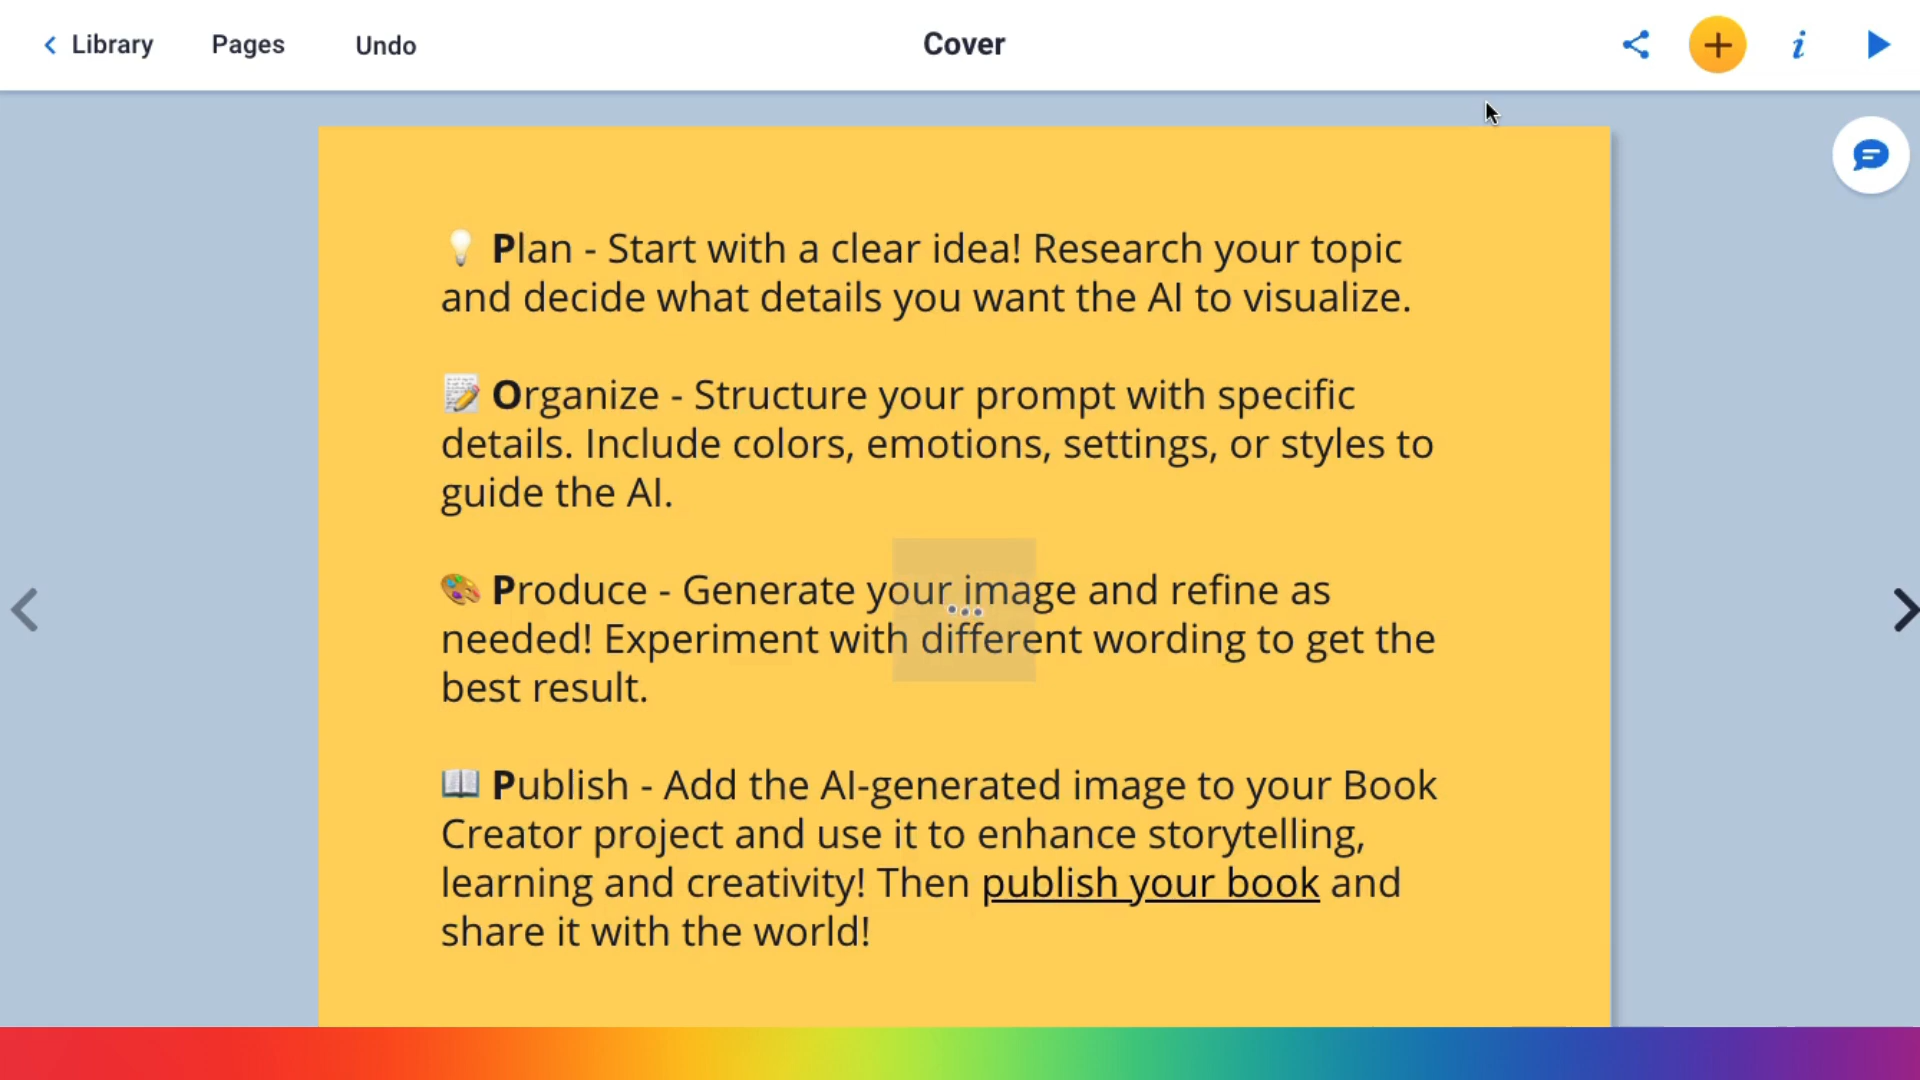 Library Pages Undo Cover
💡 Plan - Start with a clear idea! Research your topic
and decide what details you want the AI to visualize.
📝 Organize - Structure your prompt with specific
details. Include colors, emotions, settings, or styles to
guide the AI.
🎨 Produce - Generate your image and refine as
needed! Experiment with different wording to get the
best result.
📖 Publish - Add the AI-generated image to your Book
Creator project and use it to enhance storytelling,
learning and creativity! Then publish your book and
share it with the world!